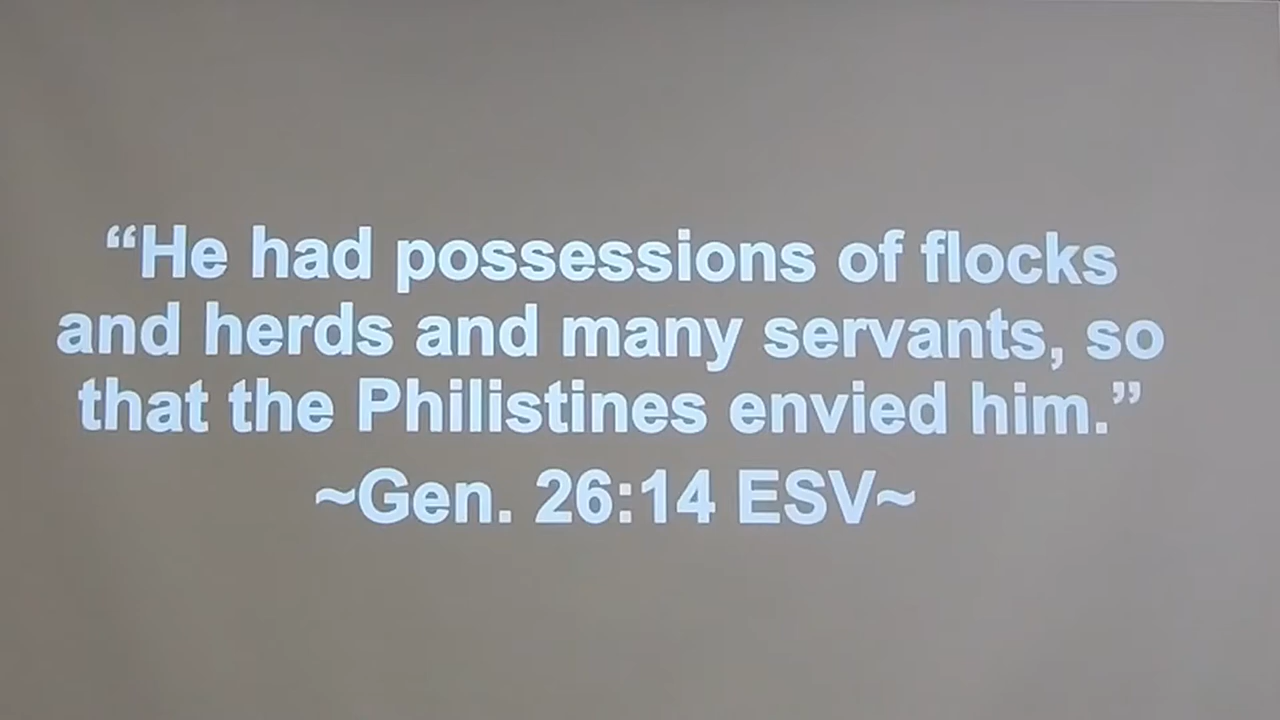 “He had possessions of flocks
and herds and many servants, so
that the Philistines envied him.”
~Gen. 26:14 ESV~